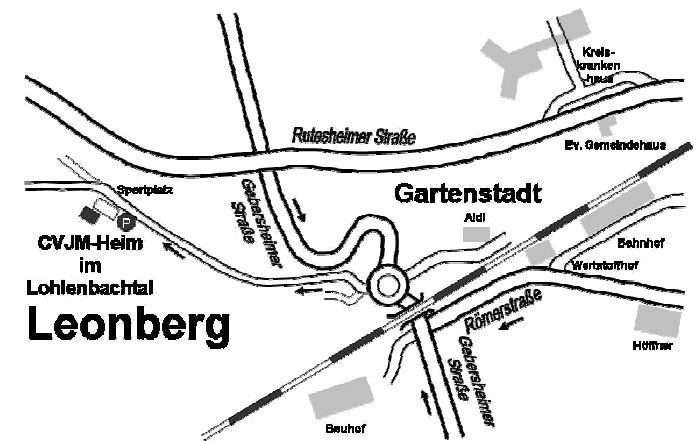 Kreis-
kranken
haus
Rutesheimer Straße
Ev. Gemeindehaus
Sportplatz
Gebersheimer
Straße
Gartenstadt
P
Aldi
CVJM-Heim
im
Lohlenbachtal
Bahnhof
Wertstoffhof
Leonberg
Römerstraße
Höffner
Gebersheimer
Straße
Bauhof